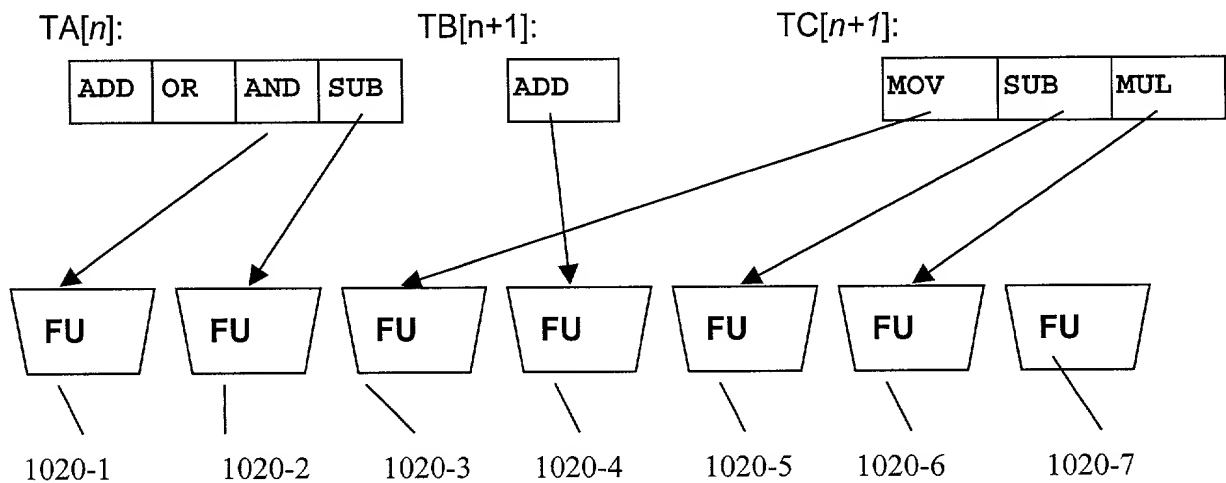 TA[n]: TB[n+1]: TC[n+1]:
ADD OR AND SUB ADD MOV SUB MUL
FU FU FU FU FU FU FU
1020-1 1020-2 1020-3 1020-4 1020-5 1020-6 1020-7